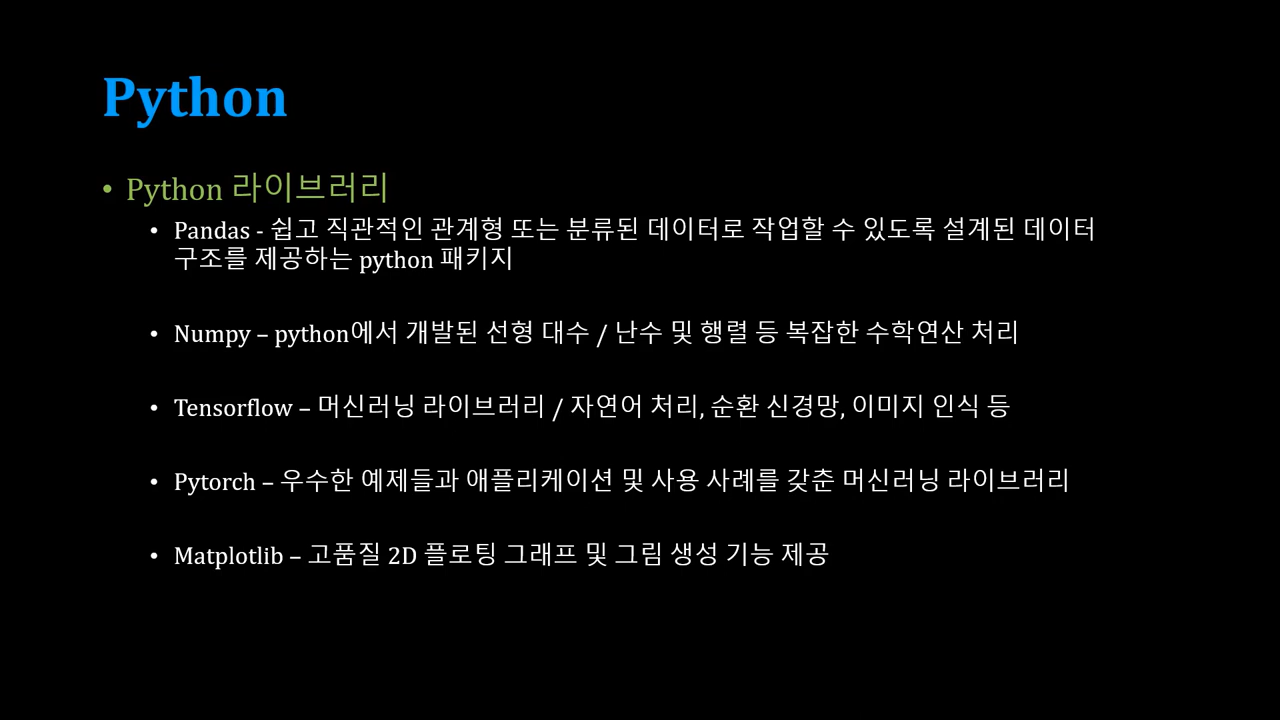 Python
• Python 라이브러리
• Pandas - 쉽고 직관적인 관계형 또는 분류된 데이터로 작업할 수 있도록 설계된 데이터
구조를 제공하는 python 패키지
• Numpy – python에서 개발된 선형 대수 / 난수 및 행렬 등 복잡한 수학연산 처리
• Tensorflow – 머신러닝 라이브러리 / 자연어 처리, 순환 신경망, 이미지 인식 등
• Pytorch – 우수한 예제들과 애플리케이션 및 사용 사례를 갖춘 머신러닝 라이브러리
• Matplotlib – 고품질 2D 플로팅 그래프 및 그림 생성 기능 제공